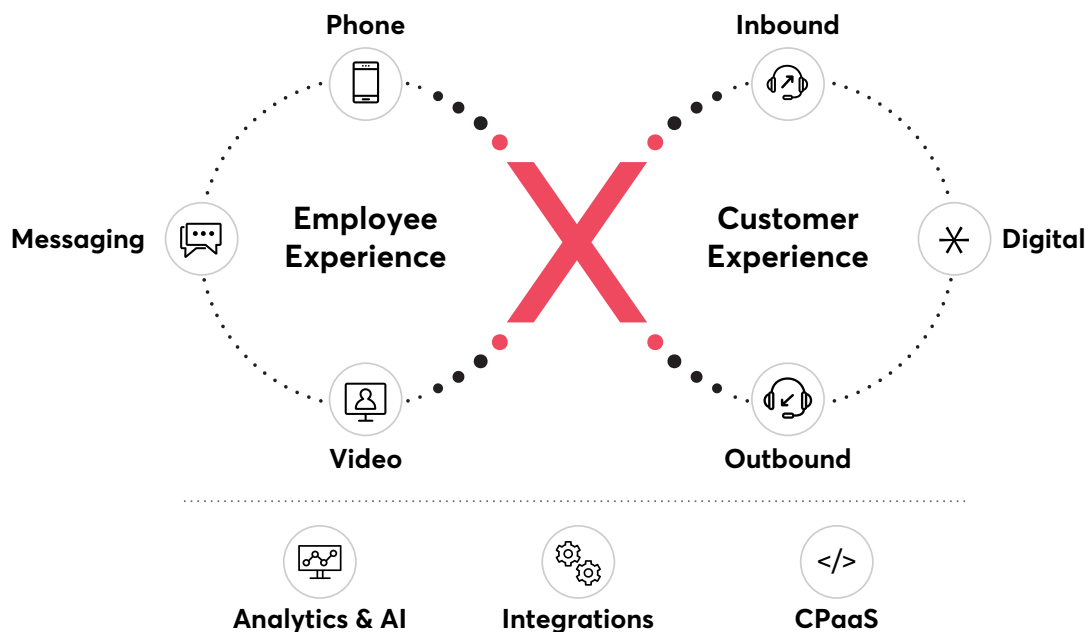 Phone
Inbound
Messaging
Employee
Experience
X
Customer
Experience
Digital
Video
Outbound
Analytics & AI
Integrations
</>
CPaaS